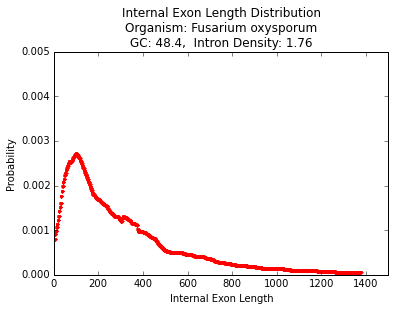 Internal Exon Length Distribution
Organism: Fusarium oxysporum
GC: 48.4,  Intron Density: 1.76
0.005
0.004
0.003
0.002
0.001
0.000
Probability
0 200 400 600 800 1000 1200 1400
Internal Exon Length